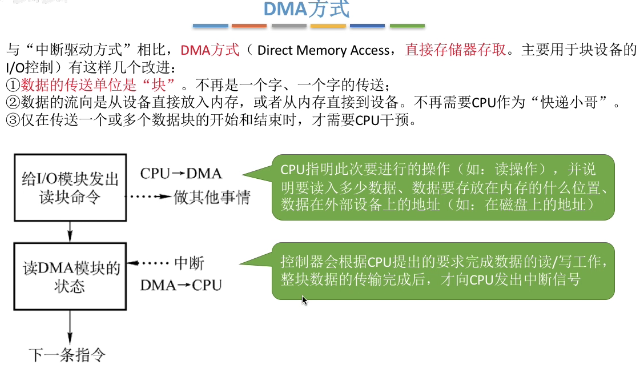 DMA方式
与“中断驱动方式”相比，DMA方式（ Direct Memory Access，直接存储器存取。主要用于块设备的
I/O控制）有这样几个改进：
①数据的传送单位是“块”。不再是一个字、一个字的传送；
②数据的流向是从设备直接放入内存，或者从内存直接到设备。不再需要CPU作为“快递小哥”。
③仅在传送一个或多个数据块的开始和结束时，才需要CPU干预。
给I/O模块发出
读块命令
CPU→DMA
做其他事情
CPU指明此次要进行的操作（如：读操作），并说
明要读入多少数据、数据要存放在内存的什么位置、
数据在外部设备上的地址（如：在磁盘上的地址）
读DMA模块的
状态
中断
DMA→CPU
控制器会根据CPU提出的要求完成数据的读/写工作，
整块数据的传输完成后，才向CPU发出中断信号
下一条指令